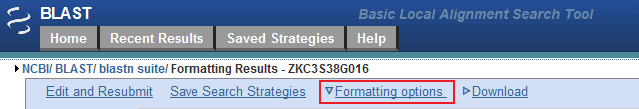 BLAST Basic Local Alignment Search Tool
Home Recent Results Saved Strategies Help
NCBI/ BLAST/ blastn suite/ Formatting Results - ZKC3S38G016
Edit and Resubmit Save Search Strategies Formatting options Download